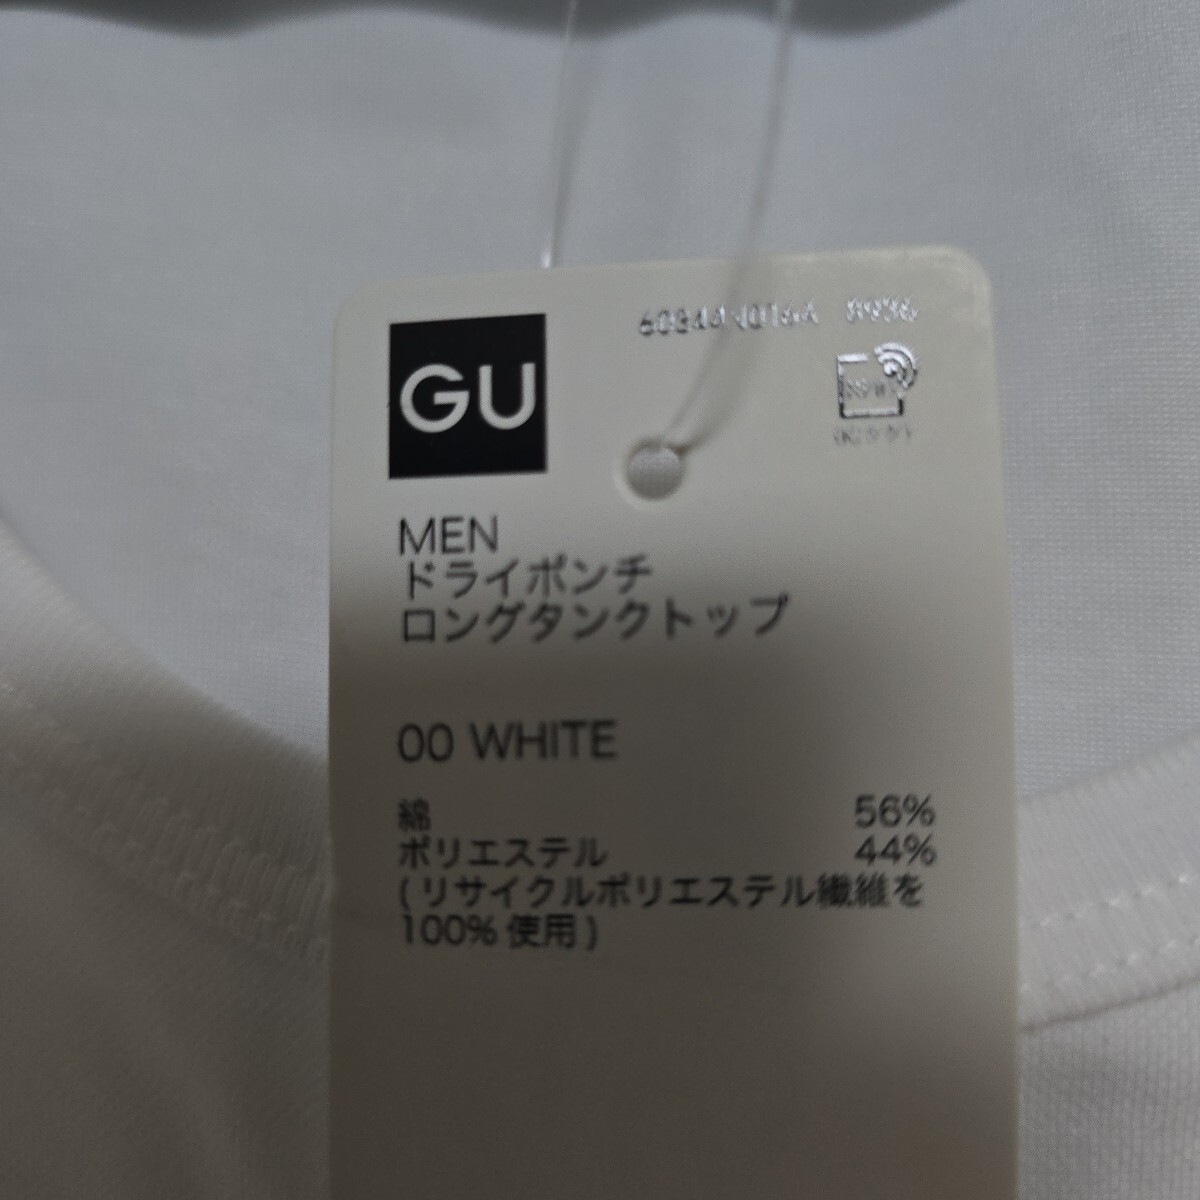 GU
8936
MEN
ドライポンチ
ロングタンクトップ
00 WHITE
綿 56%
ポリエステル 44%
(リサイクルポリエステル繊維を
100% 使用)